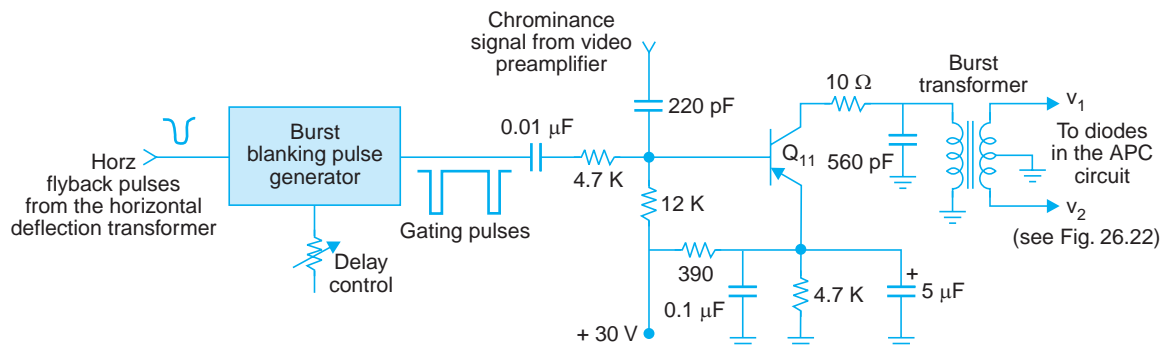 Chrominance
signal from video
preamplifier
Burst
transformer
10 Ω
220 pF
v1
Burst
blanking pulse
generator
0.01 μF
To diodes
in the APC
circuit
Q11
560 pF
Horz
flyback pulses
from the horizontal
deflection transformer
4.7 K
12 K
v2
Gating pulses
(see Fig. 26.22)
Delay
control
390
+
0.1 μF
4.7 K
5 μF
+ 30 V